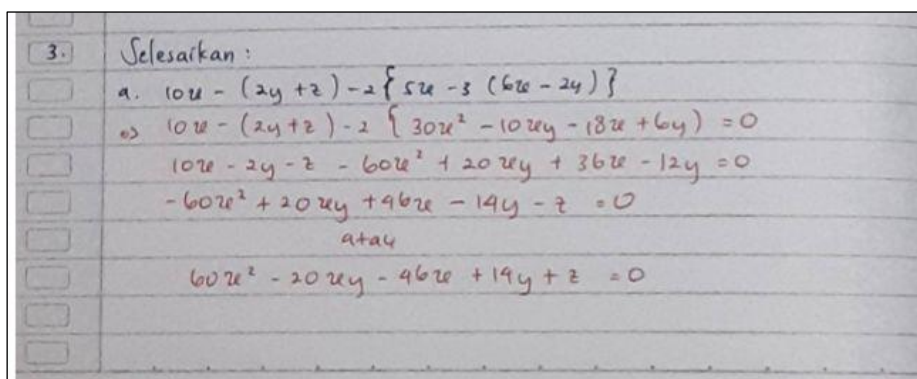 3. Selesaikan :
a. 10x - (2y + z) - 2 { 5x - 3 (6x - 2y) }
=> 10x - (2y + z) - 2 { 30x² - 10xy - 18x + 6y ) = 0
10x - 2y - z - 60x² + 20xy + 36x - 12y = 0
- 60x² + 20xy + 46x - 14y - z = 0
atau
60x² - 20xy - 46x + 14y + z = 0